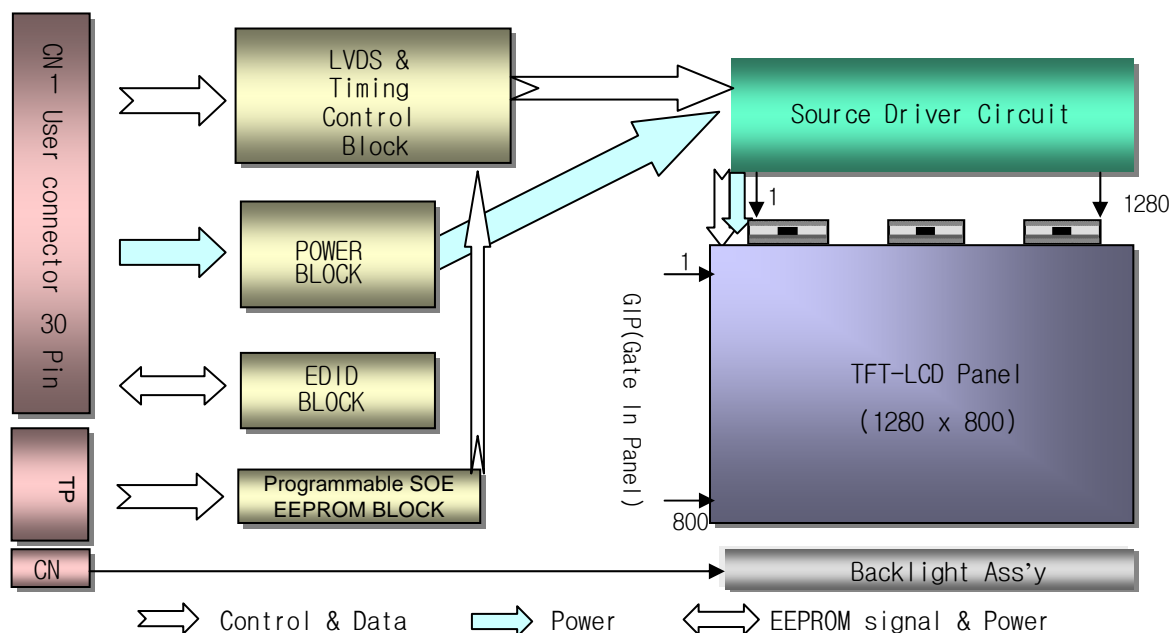 CN-1 User connector 30 Pin
LVDS &
Timing
Control
Block
Source Driver Circuit
1
1280
POWER
BLOCK
1
GIP(Gate In Panel)
TFT-LCD Panel
(1280 x 800)
EDID
BLOCK
TP
Programmable SOE
EEPROM BLOCK
800
CN
Backlight Ass'y
Control & Data
Power
EEPROM signal & Power